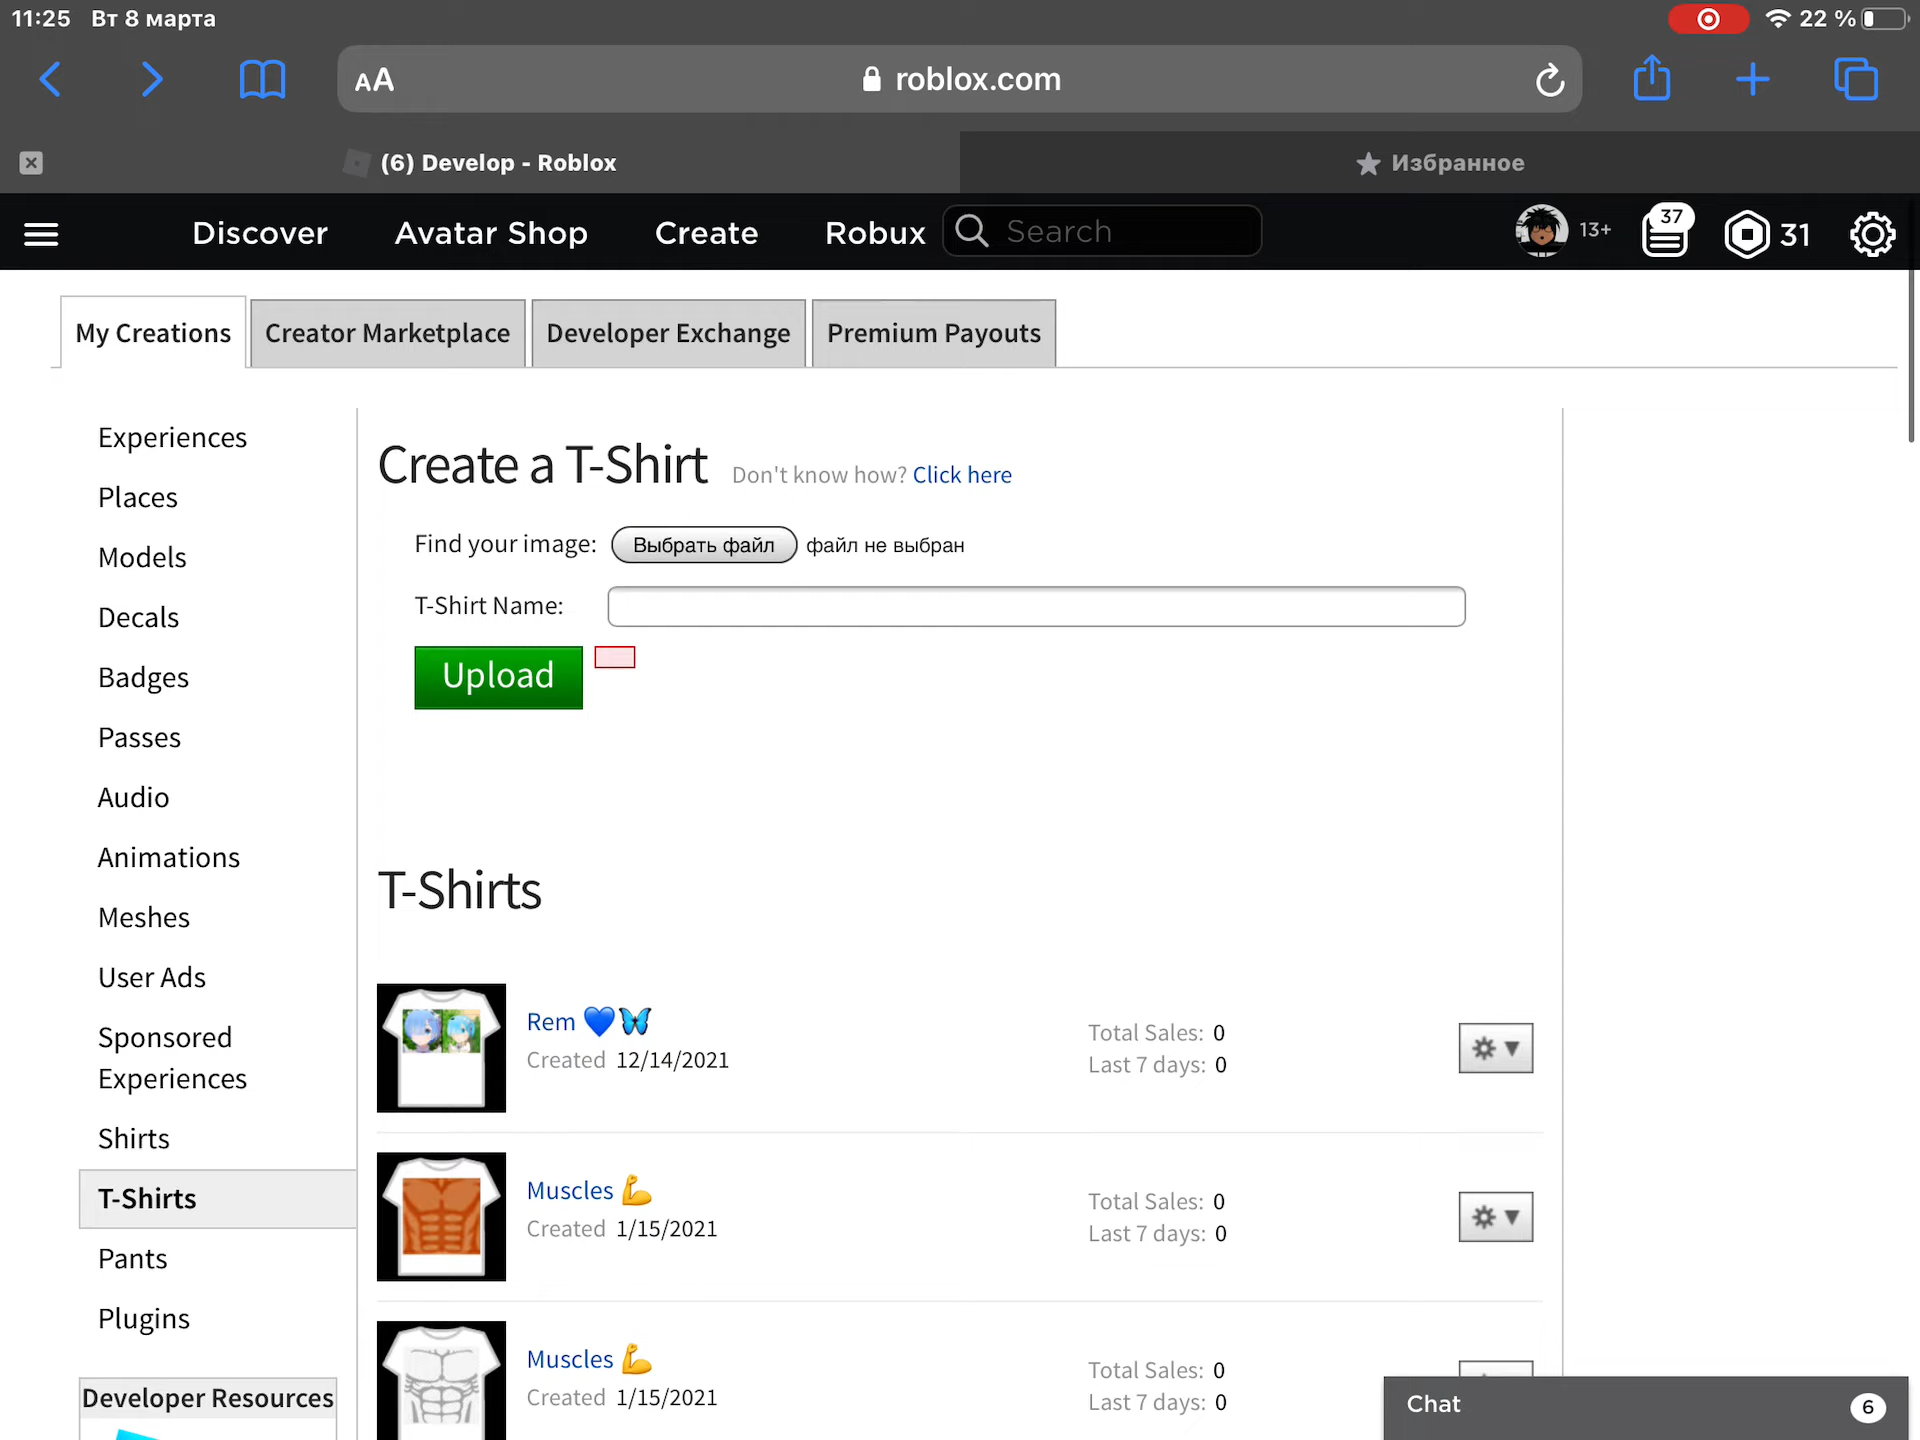 11:25 Вт 8 марта 22 %
AA roblox.com
(6) Develop - Roblox Избранное
Discover Avatar Shop Create Robux Search 13+ 37 31
My Creations Creator Marketplace Developer Exchange Premium Payouts
Experiences
Places
Models
Decals
Badges
Passes
Audio
Animations
Meshes
User Ads
Sponsored
Experiences
Shirts
T-Shirts
Pants
Plugins
Developer Resources
Create a T-Shirt Don't know how? Click here
Find your image: Выбрать файл файл не выбран
T-Shirt Name:
Upload
T-Shirts
Rem 💙🦋
Created 12/14/2021
Total Sales: 0
Last 7 days: 0
Muscles 💪
Created 1/15/2021
Total Sales: 0
Last 7 days: 0
Muscles 💪
Created 1/15/2021
Total Sales: 0
Last 7 days: 0
Chat 6